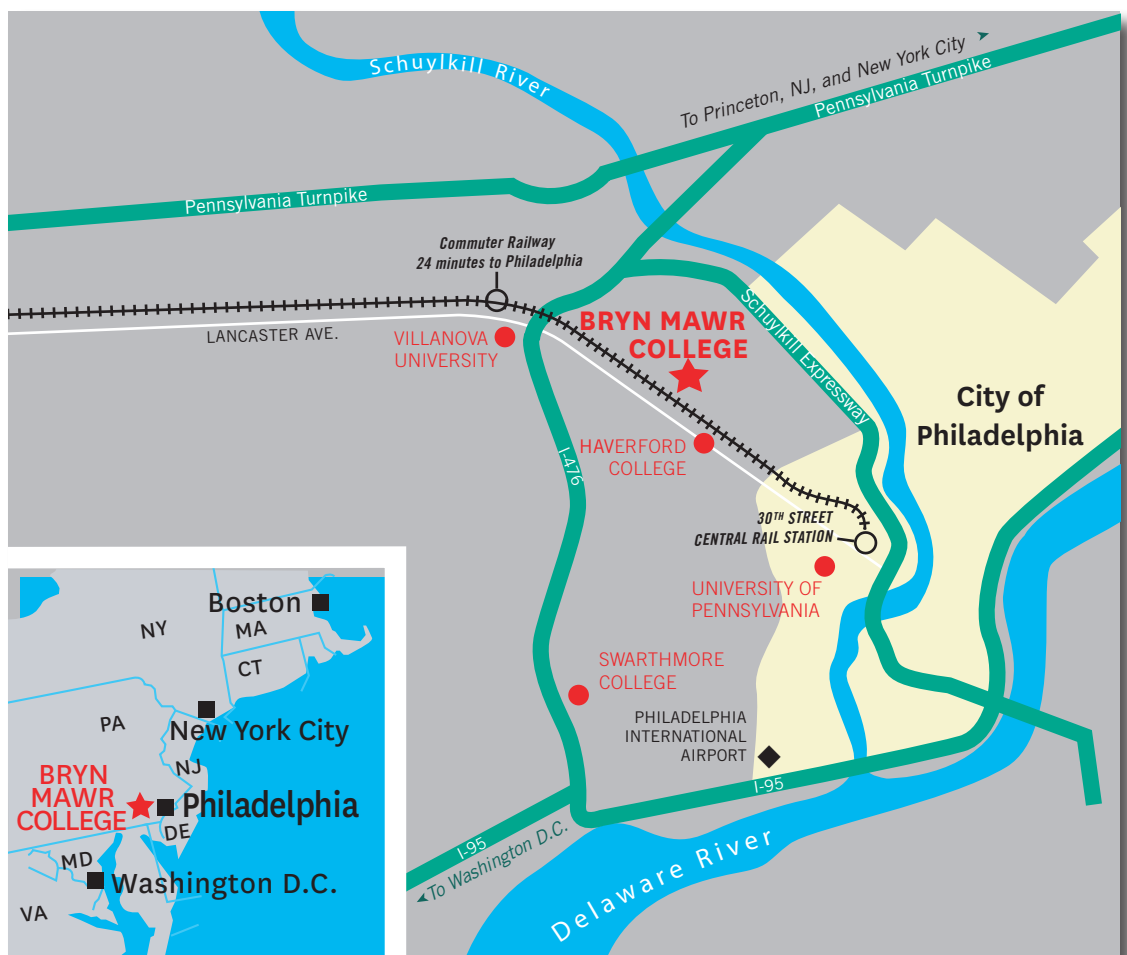 Schuylkill River
To Princeton, NJ, and New York City
Pennsylvania Turnpike
Pennsylvania Turnpike
Commuter Railway
24 minutes to Philadelphia
LANCASTER AVE.
VILLANOVA
UNIVERSITY
BRYN MAWR
COLLEGE
Schuylkill Expressway
City of
Philadelphia
HAVERFORD
COLLEGE
I-476
30TH STREET
CENTRAL RAIL STATION
UNIVERSITY OF
PENNSYLVANIA
SWARTHMORE
COLLEGE
PHILADELPHIA
INTERNATIONAL
AIRPORT
I-95
I-95
To Washington D.C.
Delaware River
Boston
NY
MA
CT
PA
New York City
NJ
BRYN
MAWR
COLLEGE
Philadelphia
DE
MD
Washington D.C.
VA